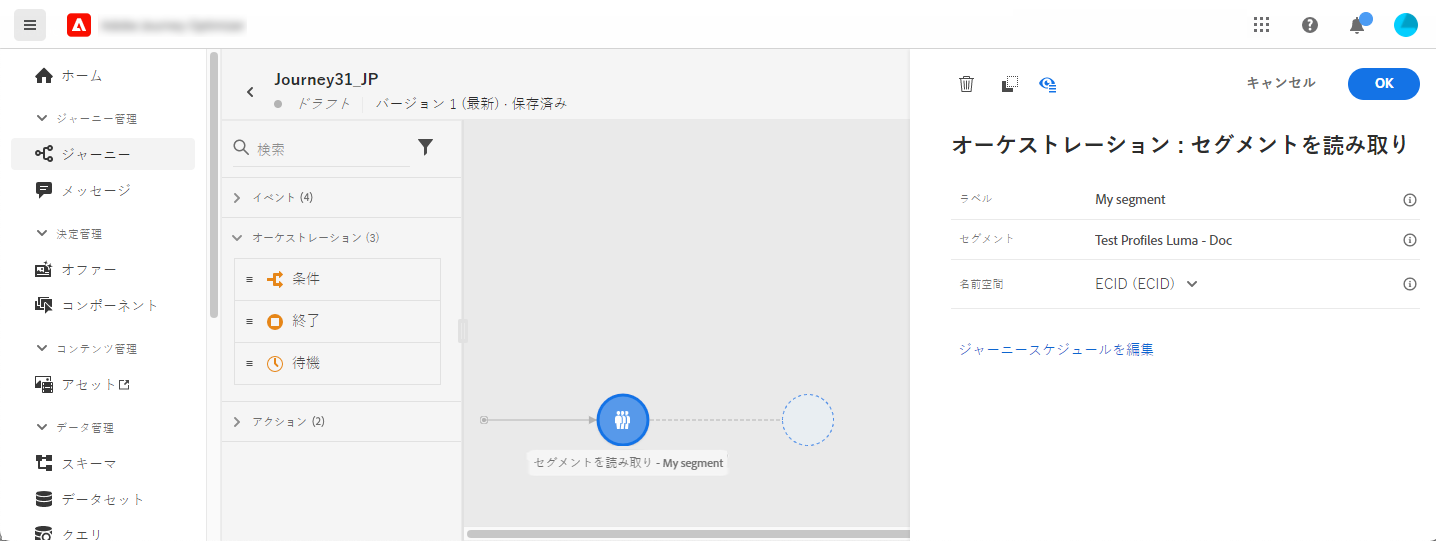 ホーム
ジャーニー管理
ジャーニー
メッセージ
決定管理
オファー
コンポーネント
コンテンツ管理
アセット
データ管理
スキーマ
データセット
クエリ
Journey31_JP
ドラフト
バージョン 1 (最新) · 保存済み
検索
イベント (4)
オーケストレーション (3)
条件
終了
待機
アクション (2)
セグメントを読み取り - My segment
キャンセル
OK
オーケストレーション : セグメントを読み取り
ラベル My segment
セグメント Test Profiles Luma - Doc
名前空間 ECID (ECID)
ジャーニースケジュールを編集